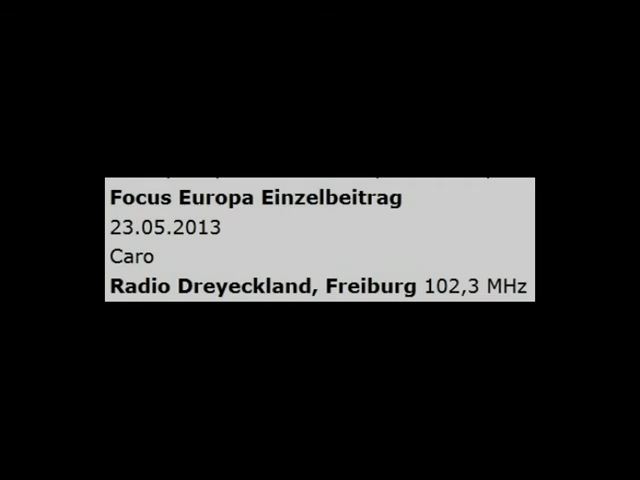 Focus Europa Einzelbeitrag
23.05.2013
Caro
Radio Dreyeckland, Freiburg 102,3 MHz